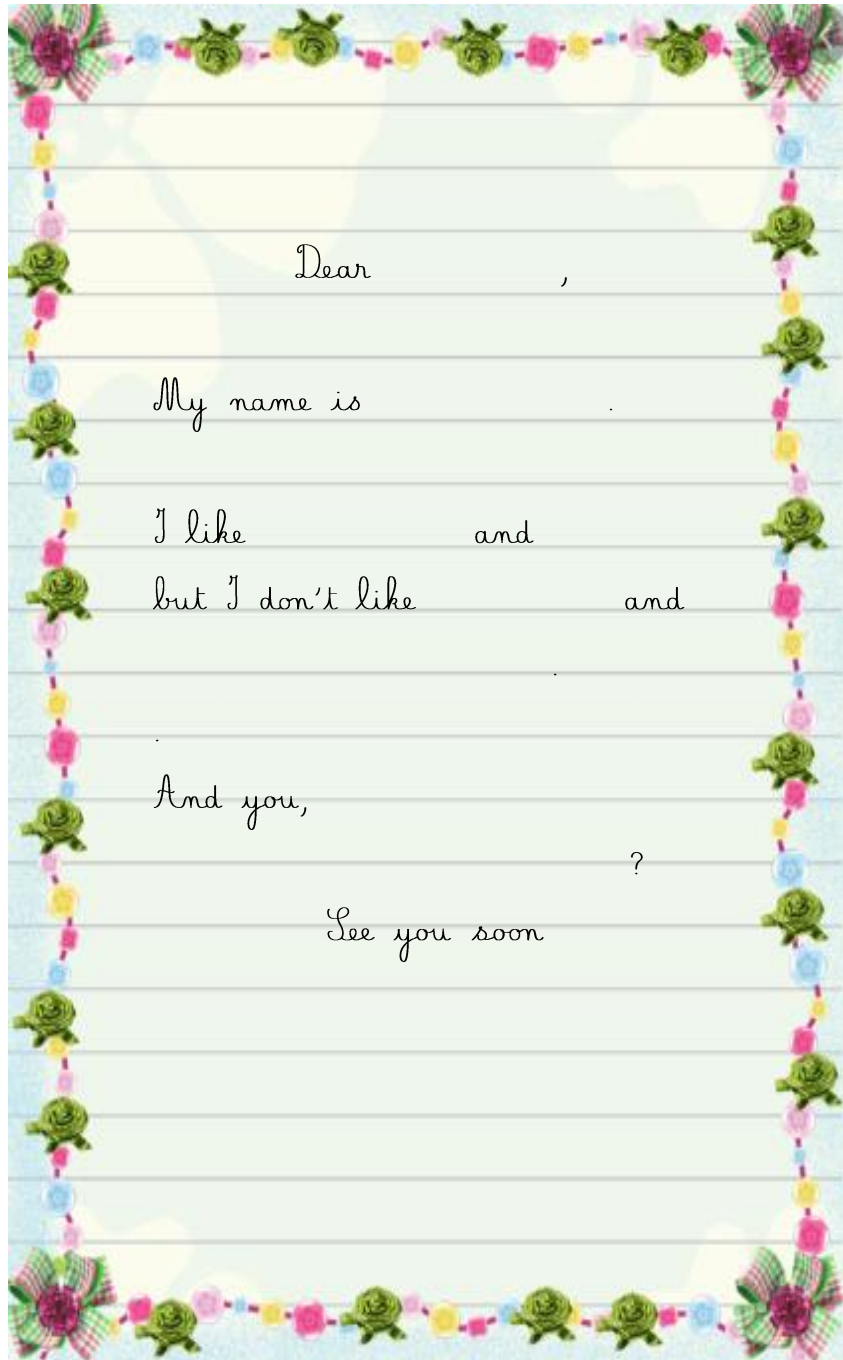 Dear ,
My name is .
I like and
but I don't like and
.
.
And you,
?
See you soon